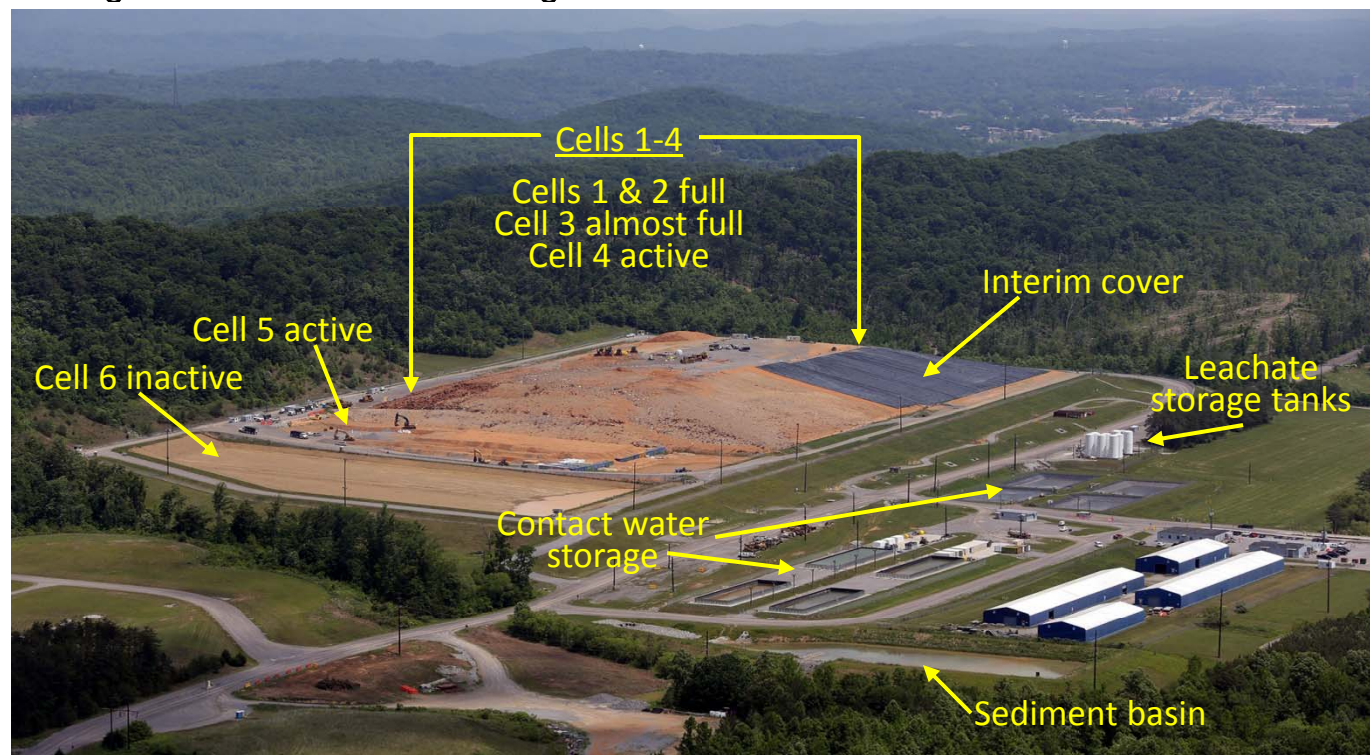 Cells 1-4
Cells 1 & 2 full
Cell 3 almost full
Cell 4 active
Interim cover
Cell 5 active
Cell 6 inactive
Leachate
storage tanks
Contact water
storage
Sediment basin